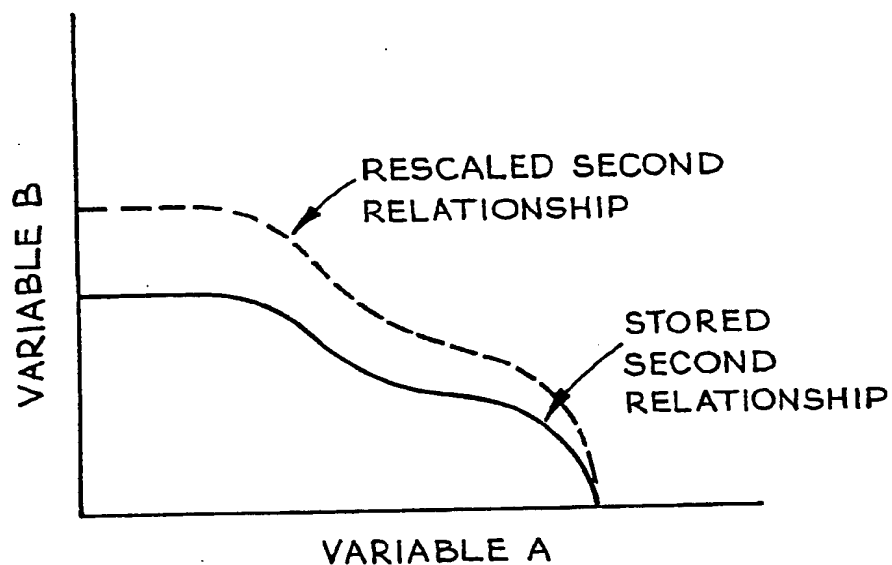 RESCALED SECOND
RELATIONSHIP
STORED
SECOND
RELATIONSHIP
VARIABLE B
VARIABLE A